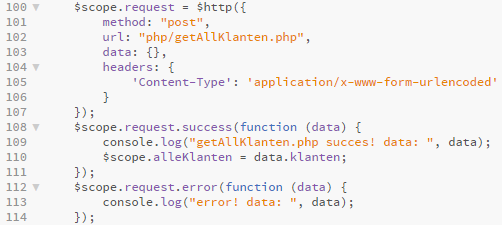 100 ▼ $scope.request = $http({
101 method: "post",
102 url: "php/getAllKlanten.php",
103 data: {},
104 ▼ headers: {
105 'Content-Type': 'application/x-www-form-urlencoded'
106 }
107 });
108 ▼ $scope.request.success(function (data) {
109 console.log("getAllKlanten.php succes! data: ", data);
110 $scope.alleKlanten = data.klanten;
111 });
112 ▼ $scope.request.error(function (data) {
113 console.log("error! data: ", data);
114 });